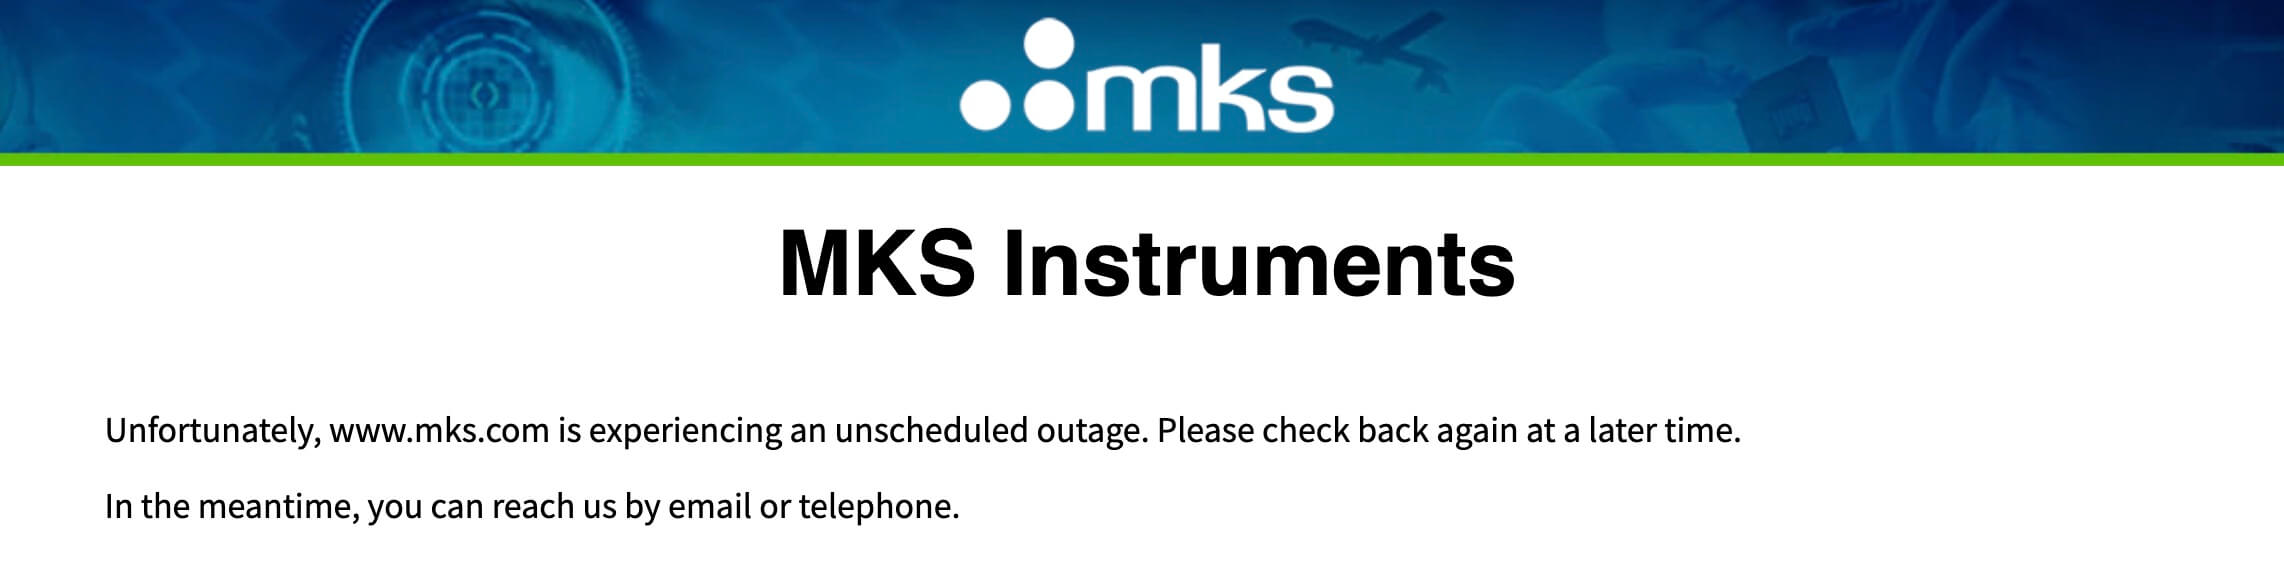 mks
MKS Instruments
Unfortunately, www.mks.com is experiencing an unscheduled outage. Please check back again at a later time.
In the meantime, you can reach us by email or telephone.